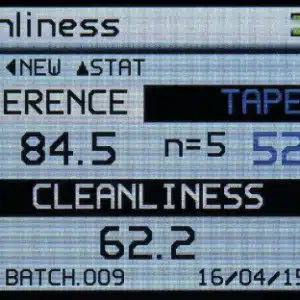 nliness
◄NEW ▲STAT
ERENCE TAPE
84.5 n=5 52
CLEANLINESS
62.2
BATCH.009 16/04/15